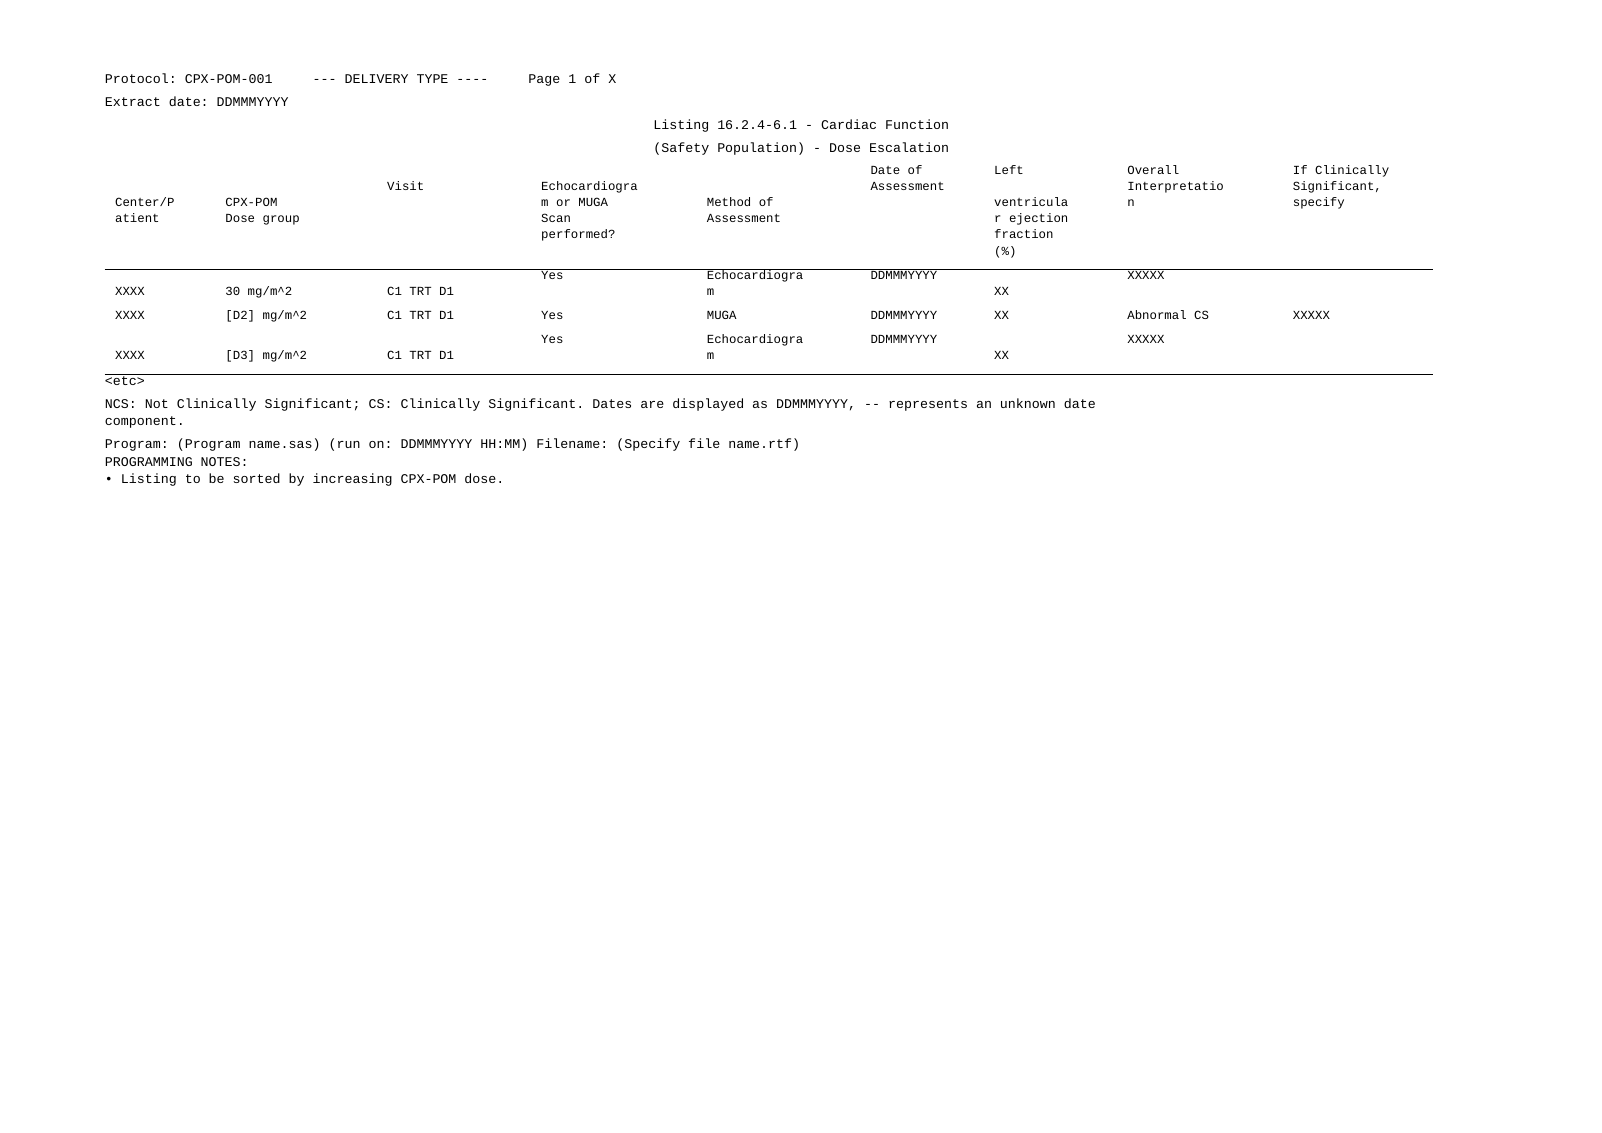 Protocol: CPX-POM-001     --- DELIVERY TYPE ----     Page 1 of X
Extract date: DDMMMYYYY
Listing 16.2.4-6.1 - Cardiac Function
(Safety Population) - Dose Escalation
Center/P
atient
CPX-POM
Dose group
Visit
Echocardiogra
m or MUGA
Scan
performed?
Method of
Assessment
Date of
Assessment
Left
ventricula
r ejection
fraction
(%)
Overall
Interpretatio
n
If Clinically
Significant,
specify
XXXX     30 mg/m^2     C1 TRT D1     Yes     Echocardiogra     DDMMMYYYY     XX     XXXXX
m
XXXX     [D2] mg/m^2     C1 TRT D1     Yes     MUGA     DDMMMYYYY     XX     Abnormal CS     XXXXX
XXXX     [D3] mg/m^2     C1 TRT D1     Yes     Echocardiogra     DDMMMYYYY     XX     XXXXX
m
<etc>
NCS: Not Clinically Significant; CS: Clinically Significant. Dates are displayed as DDMMMYYYY, -- represents an unknown date
component.
Program: (Program name.sas) (run on: DDMMMYYYY HH:MM) Filename: (Specify file name.rtf)
PROGRAMMING NOTES:
• Listing to be sorted by increasing CPX-POM dose.